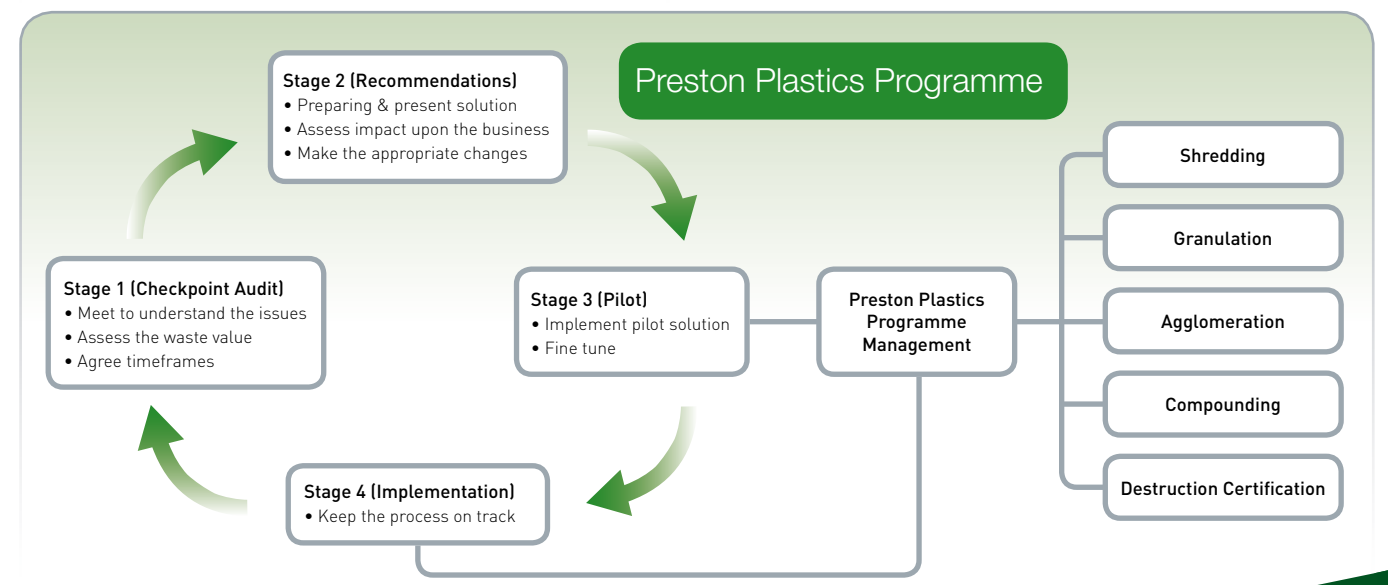 Preston Plastics Programme
Stage 1 (Checkpoint Audit)
• Meet to understand the issues
• Assess the waste value
• Agree timeframes
Stage 2 (Recommendations)
• Preparing & present solution
• Assess impact upon the business
• Make the appropriate changes
Stage 3 (Pilot)
• Implement pilot solution
• Fine tune
Stage 4 (Implementation)
• Keep the process on track
Preston Plastics
Programme
Management
Shredding
Granulation
Agglomeration
Compounding
Destruction Certification